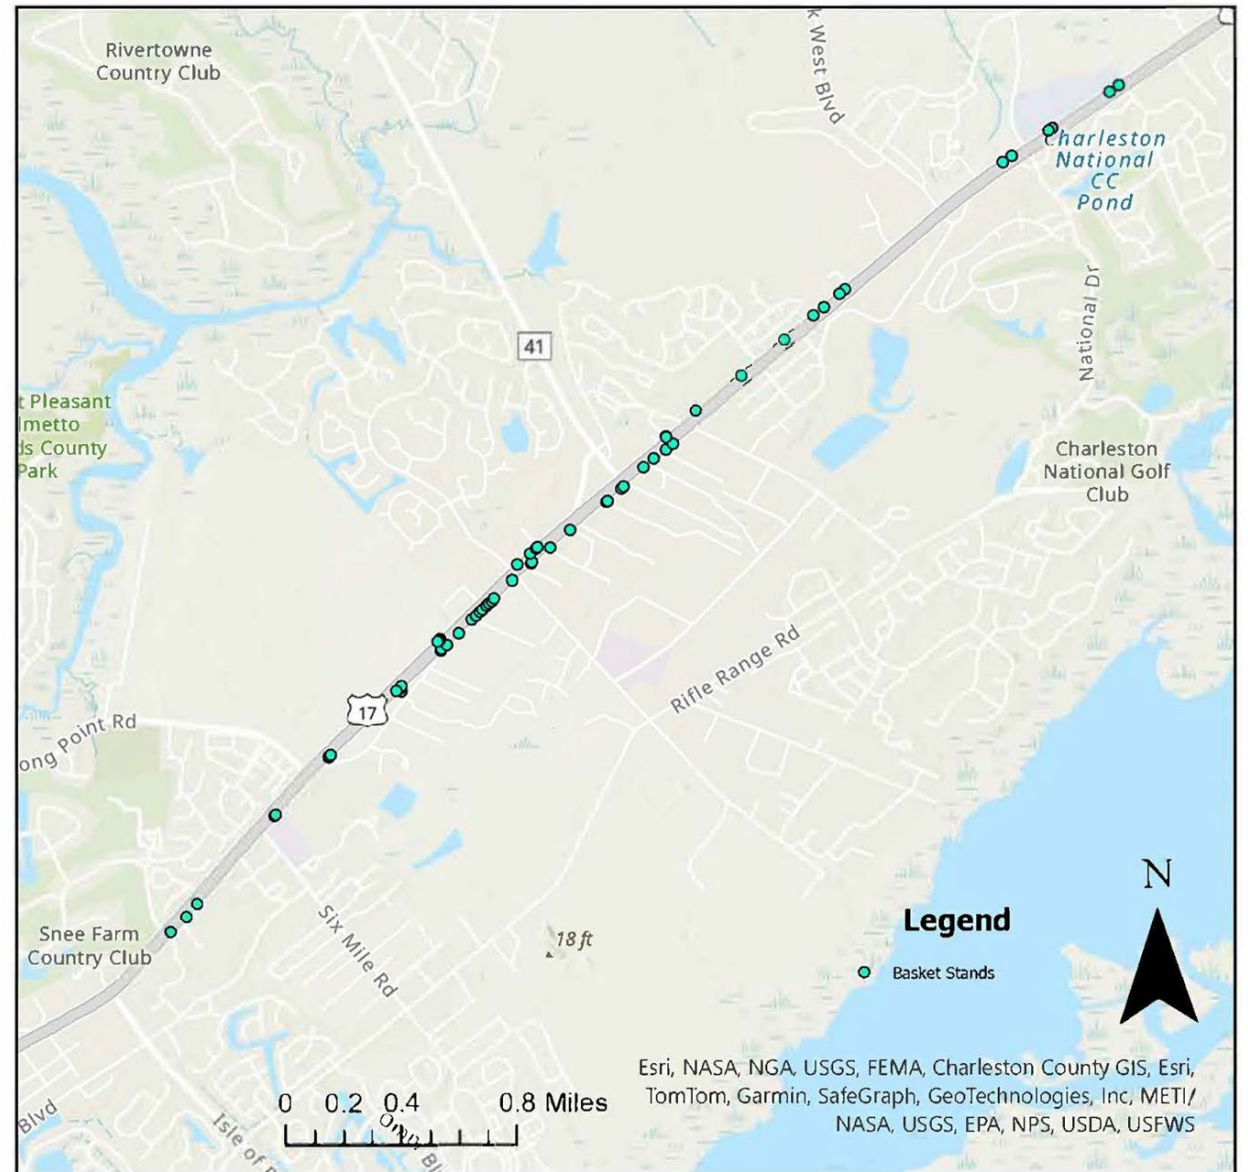 Rivertowne
Country Club
k West Blvd
Charleston
National
CC
Pond
41
National Dr
t Pleasant
lmetto
ds County
Park
Charleston
National Golf
Club
Rifle Range Rd
17
ong Point Rd
Six Mile Rd
18 ft
Snee Farm
Country Club
N
Legend
Basket Stands
Esri, NASA, NGA, USGS, FEMA, Charleston County GIS, Esri,
TomTom, Garmin, SafeGraph, GeoTechnologies, Inc, METI/
NASA, USGS, EPA, NPS, USDA, USFWS
0 0.2 0.4 0.8 Miles
Blvd
Isle of